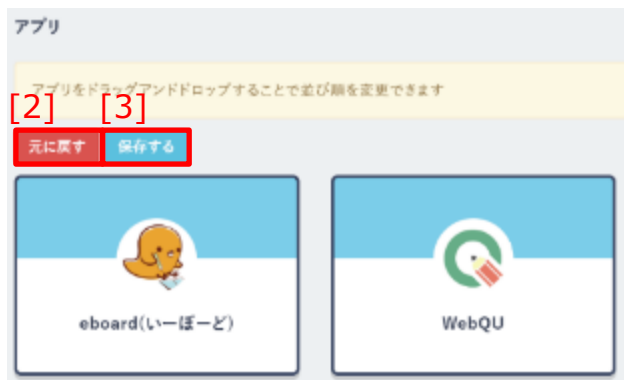 アプリ
アプリをドラッグアンドドロップすることで並び順を変更できます
[2] [3]
元に戻す 保存する
eboard(いーぼーど) WebQU